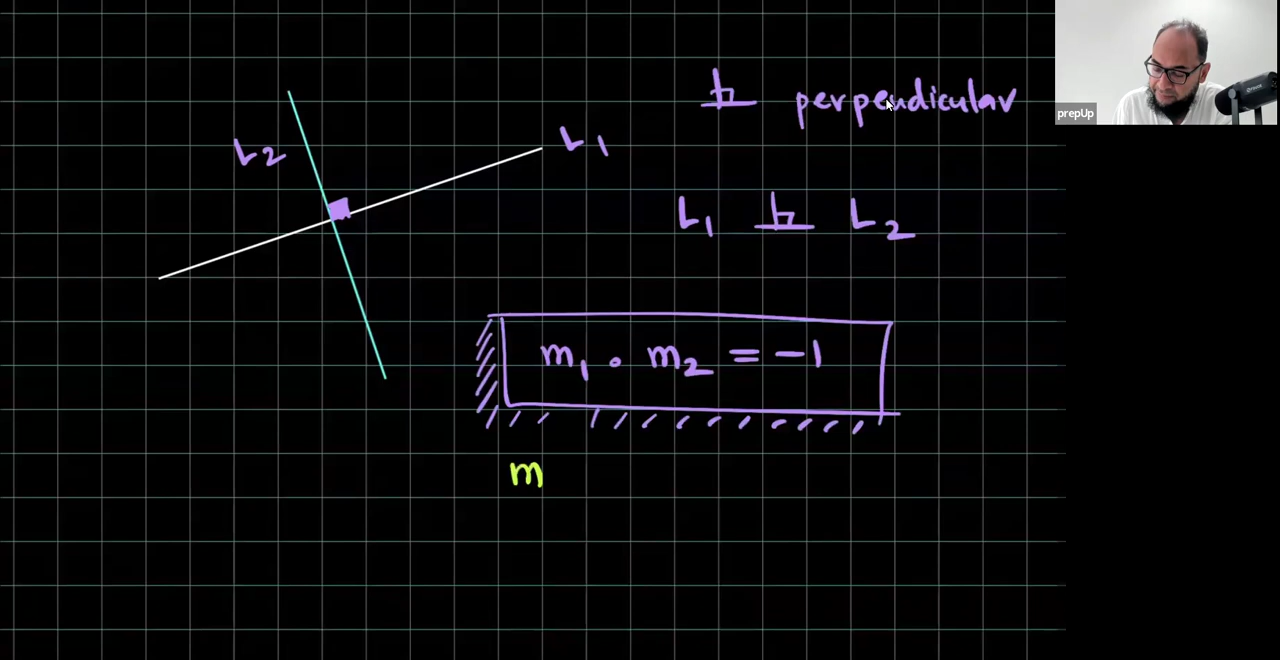 ⊥ perpendicular
L2
L1
L1 ⊥ L2
m1 . m2 = -1
m
prepUp